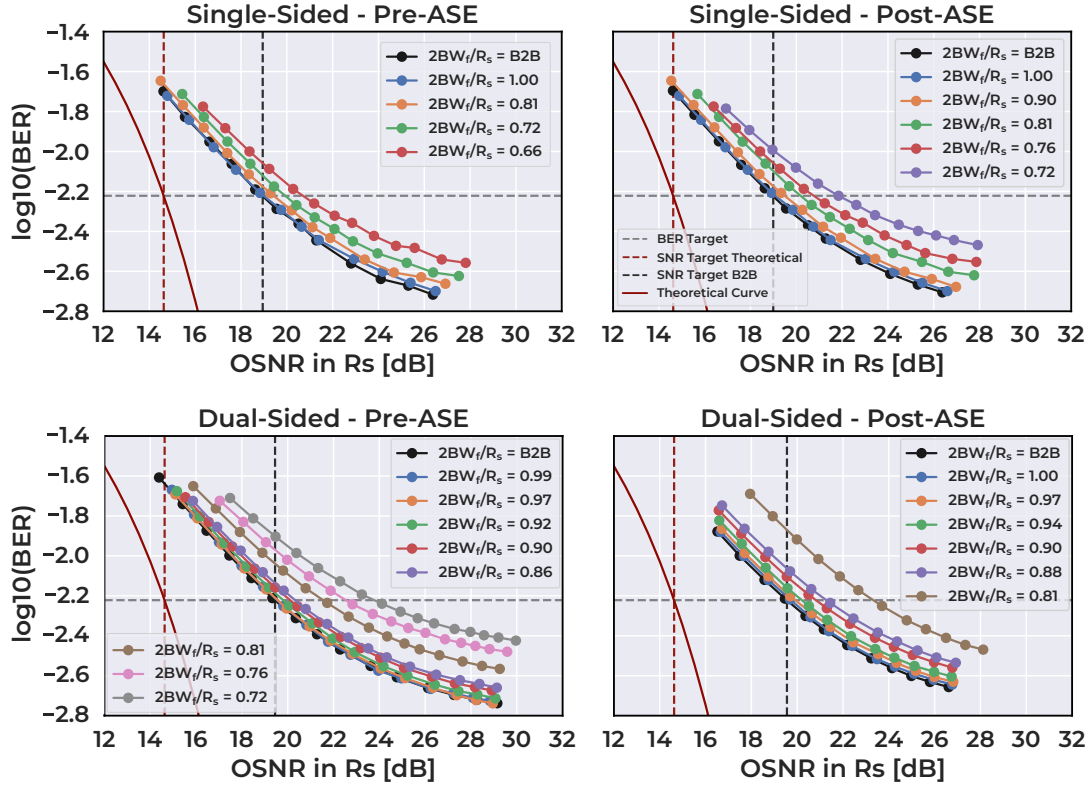 Single-Sided - Pre-ASE
log10(BER)
−1.4
−1.6
−1.8
−2.0
−2.2
−2.4
−2.6
−2.8
2BWf/Rs = B2B
2BWf/Rs = 1.00
2BWf/Rs = 0.81
2BWf/Rs = 0.72
2BWf/Rs = 0.66
12 14 16 18 20 22 24 26 28 30 32
OSNR in Rs [dB]
Single-Sided - Post-ASE
2BWf/Rs = B2B
2BWf/Rs = 1.00
2BWf/Rs = 0.90
2BWf/Rs = 0.81
2BWf/Rs = 0.76
2BWf/Rs = 0.72
BER Target
SNR Target Theoretical
SNR Target B2B
Theoretical Curve
12 14 16 18 20 22 24 26 28 30 32
OSNR in Rs [dB]
Dual-Sided - Pre-ASE
log10(BER)
−1.4
−1.6
−1.8
−2.0
−2.2
−2.4
−2.6
−2.8
2BWf/Rs = B2B
2BWf/Rs = 0.99
2BWf/Rs = 0.97
2BWf/Rs = 0.92
2BWf/Rs = 0.90
2BWf/Rs = 0.86
2BWf/Rs = 0.81
2BWf/Rs = 0.76
2BWf/Rs = 0.72
12 14 16 18 20 22 24 26 28 30 32
OSNR in Rs [dB]
Dual-Sided - Post-ASE
2BWf/Rs = B2B
2BWf/Rs = 1.00
2BWf/Rs = 0.97
2BWf/Rs = 0.94
2BWf/Rs = 0.90
2BWf/Rs = 0.88
2BWf/Rs = 0.81
12 14 16 18 20 22 24 26 28 30 32
OSNR in Rs [dB]